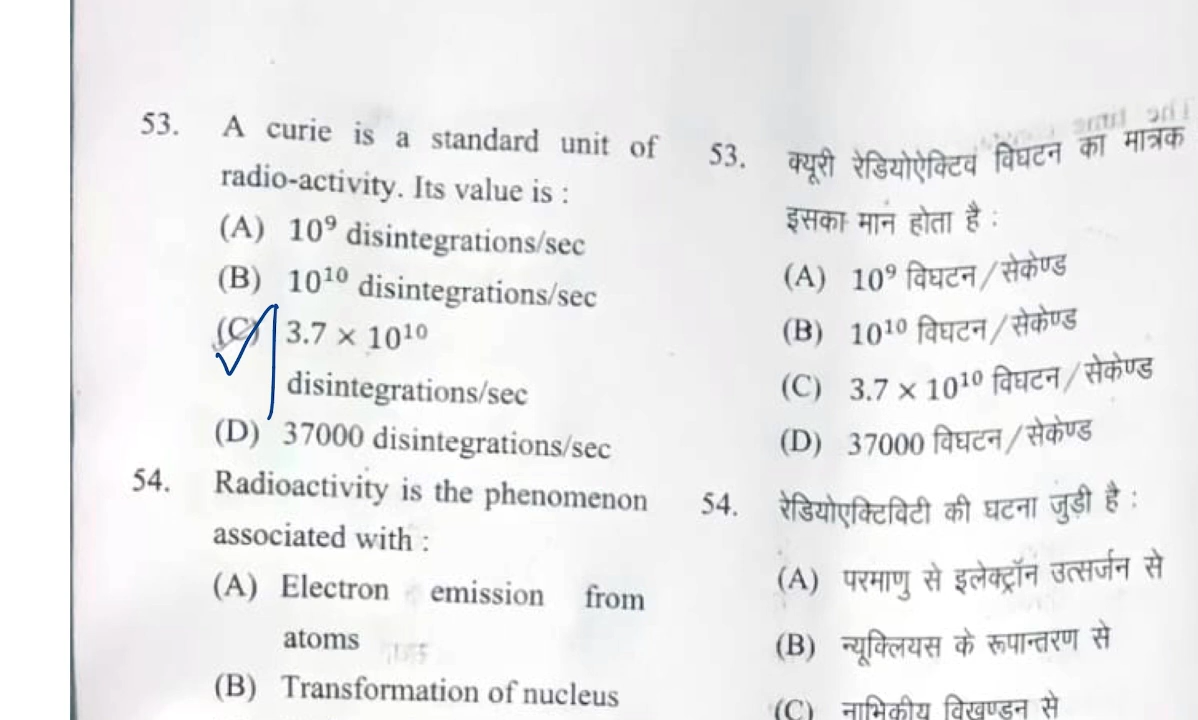 53. A curie is a standard unit of
radio-activity. Its value is :
(A) 10⁹ disintegrations/sec
(B) 10¹⁰ disintegrations/sec
(C) 3.7 × 10¹⁰
disintegrations/sec
(D) 37000 disintegrations/sec
54. Radioactivity is the phenomenon
associated with :
(A) Electron emission from
atoms
(B) Transformation of nucleus
53. क्यूरी रेडियोऐक्टिव विघटन का मात्रक
इसका मान होता है :
(A) 10⁹ विघटन/सेकेण्ड
(B) 10¹⁰ विघटन/सेकेण्ड
(C) 3.7 × 10¹⁰ विघटन/सेकेण्ड
(D) 37000 विघटन/सेकेण्ड
54. रेडियोएक्टिविटी की घटना जुड़ी है :
(A) परमाणु से इलेक्ट्रॉन उत्सर्जन से
(B) न्यूक्लियस के रूपान्तरण से
(C) नाभिकीय विखण्डन से